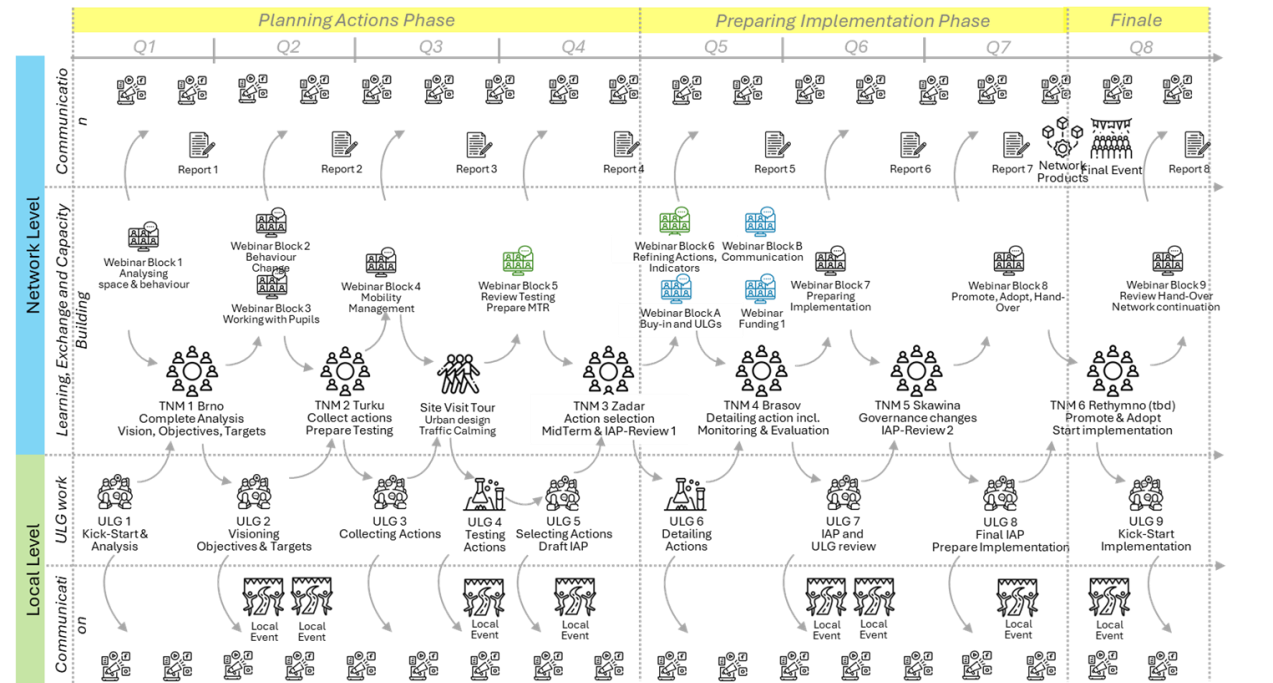 Planning Actions Phase
Preparing Implementation Phase
Finale
Q1
Q2
Q3
Q4
Q5
Q6
Q7
Q8
Network Level
Communicatio
n
Report 1
Report 2
Report 3
Report 4
Report 5
Report 6
Report 7
Network
Products
Final Event
Report 8
Learning, Exchange and Capacity
Building
Webinar Block 1
Analysing
space & behaviour
Webinar Block 2
Behaviour
Change
Webinar Block 3
Working with Pupils
Webinar Block 4
Mobility
Management
Webinar Block 5
Review Testing
Prepare MTR
Webinar Block 6
Refining Actions,
Indicators
Webinar Block B
Communication
Webinar Block A
Buy-in and ULGs
Webinar
Funding 1
Webinar Block 7
Preparing
Implementation
Webinar Block 8
Promote, Adopt, Hand-
Over
Webinar Block 9
Review Hand-Over
Network continuation
TNM 1 Brno
Complete Analysis
Vision, Objectives, Targets
TNM 2 Turku
Collect actions
Prepare Testing
Site Visit Tour
Urban design
Traffic Calming
TNM 3 Zadar
Action selection
MidTerm & IAP-Review 1
TNM 4 Brasov
Detailing action incl.
Monitoring & Evaluation
TNM 5 Skawina
Governance changes
IAP-Review 2
TNM 6 Rethymno (tbd)
Promote & Adopt
Start implementation
Local Level
ULG work
ULG 1
Kick-Start &
Analysis
ULG 2
Visioning
Objectives & Targets
ULG 3
Collecting Actions
ULG 4
Testing
Actions
ULG 5
Selecting Actions
Draft IAP
ULG 6
Detailing
Actions
ULG 7
IAP and
ULG review
ULG 8
Final IAP
Prepare Implementation
ULG 9
Kick-Start
Implementation
Communicati
on
Local
Event
Local
Event
Local
Event
Local
Event
Local
Event
Local
Event
Local
Event
Local
Event